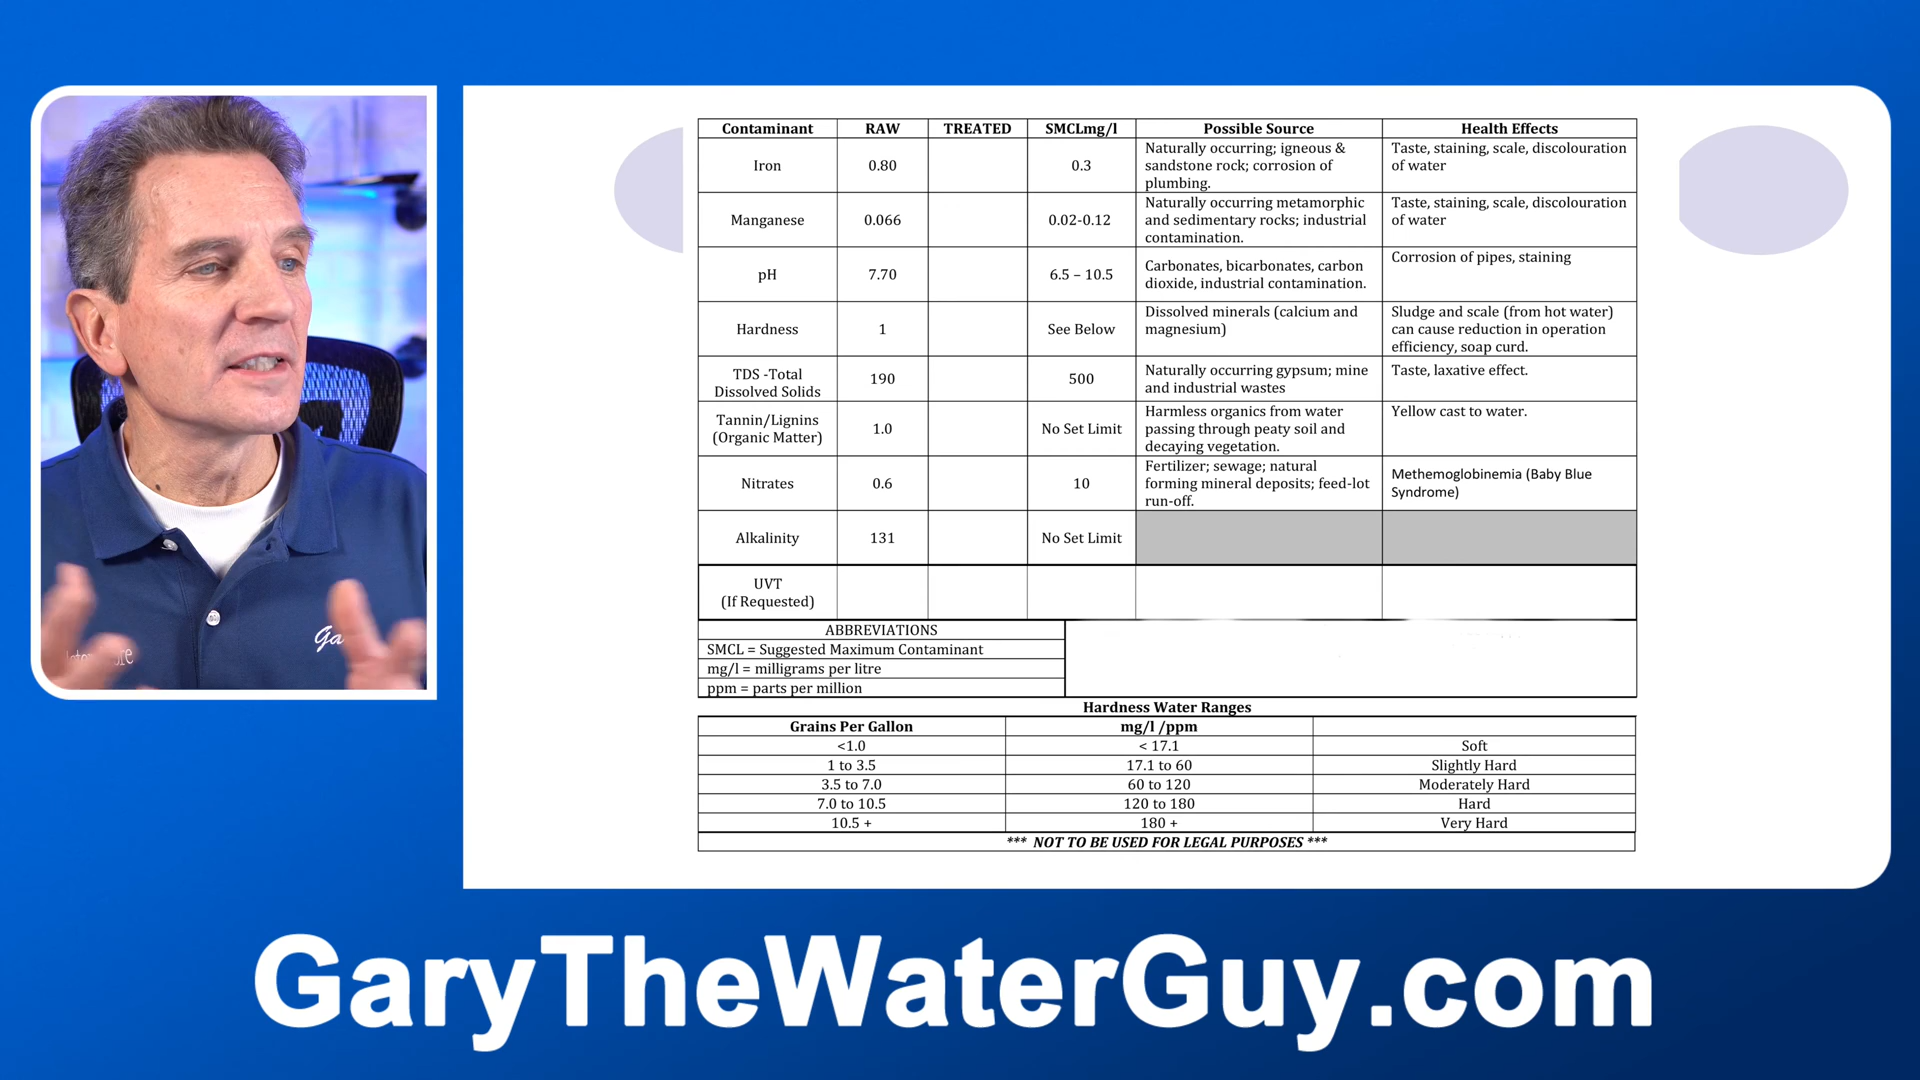 Contaminant RAW TREATED SMCLmg/l Possible Source Health Effects
Iron 0.80 0.3 Naturally occurring; igneous & sandstone rock; corrosion of plumbing. Taste, staining, scale, discolouration of water
Manganese 0.066 0.02-0.12 Naturally occurring metamorphic and sedimentary rocks; industrial contamination. Taste, staining, scale, discolouration of water
pH 7.70 6.5 – 10.5 Carbonates, bicarbonates, carbon dioxide, industrial contamination. Corrosion of pipes, staining
Hardness 1 See Below Dissolved minerals (calcium and magnesium) Sludge and scale (from hot water) can cause reduction in operation efficiency, soap curd.
TDS -Total Dissolved Solids 190 500 Naturally occurring gypsum; mine and industrial wastes Taste, laxative effect.
Tannin/Lignins (Organic Matter) 1.0 No Set Limit Harmless organics from water passing through peaty soil and decaying vegetation. Yellow cast to water.
Nitrates 0.6 10 Fertilizer; sewage; natural forming mineral deposits; feed-lot run-off. Methemoglobinemia (Baby Blue Syndrome)
Alkalinity 131 No Set Limit
UVT (If Requested)
ABBREVIATIONS
SMCL = Suggested Maximum Contaminant
mg/l = milligrams per litre
ppm = parts per million
Hardness Water Ranges
Grains Per Gallon mg/l /ppm
<1.0 < 17.1 Soft
1 to 3.5 17.1 to 60 Slightly Hard
3.5 to 7.0 60 to 120 Moderately Hard
7.0 to 10.5 120 to 180 Hard
10.5 + 180 + Very Hard
*** NOT TO BE USED FOR LEGAL PURPOSES ***
GaryTheWaterGuy.com